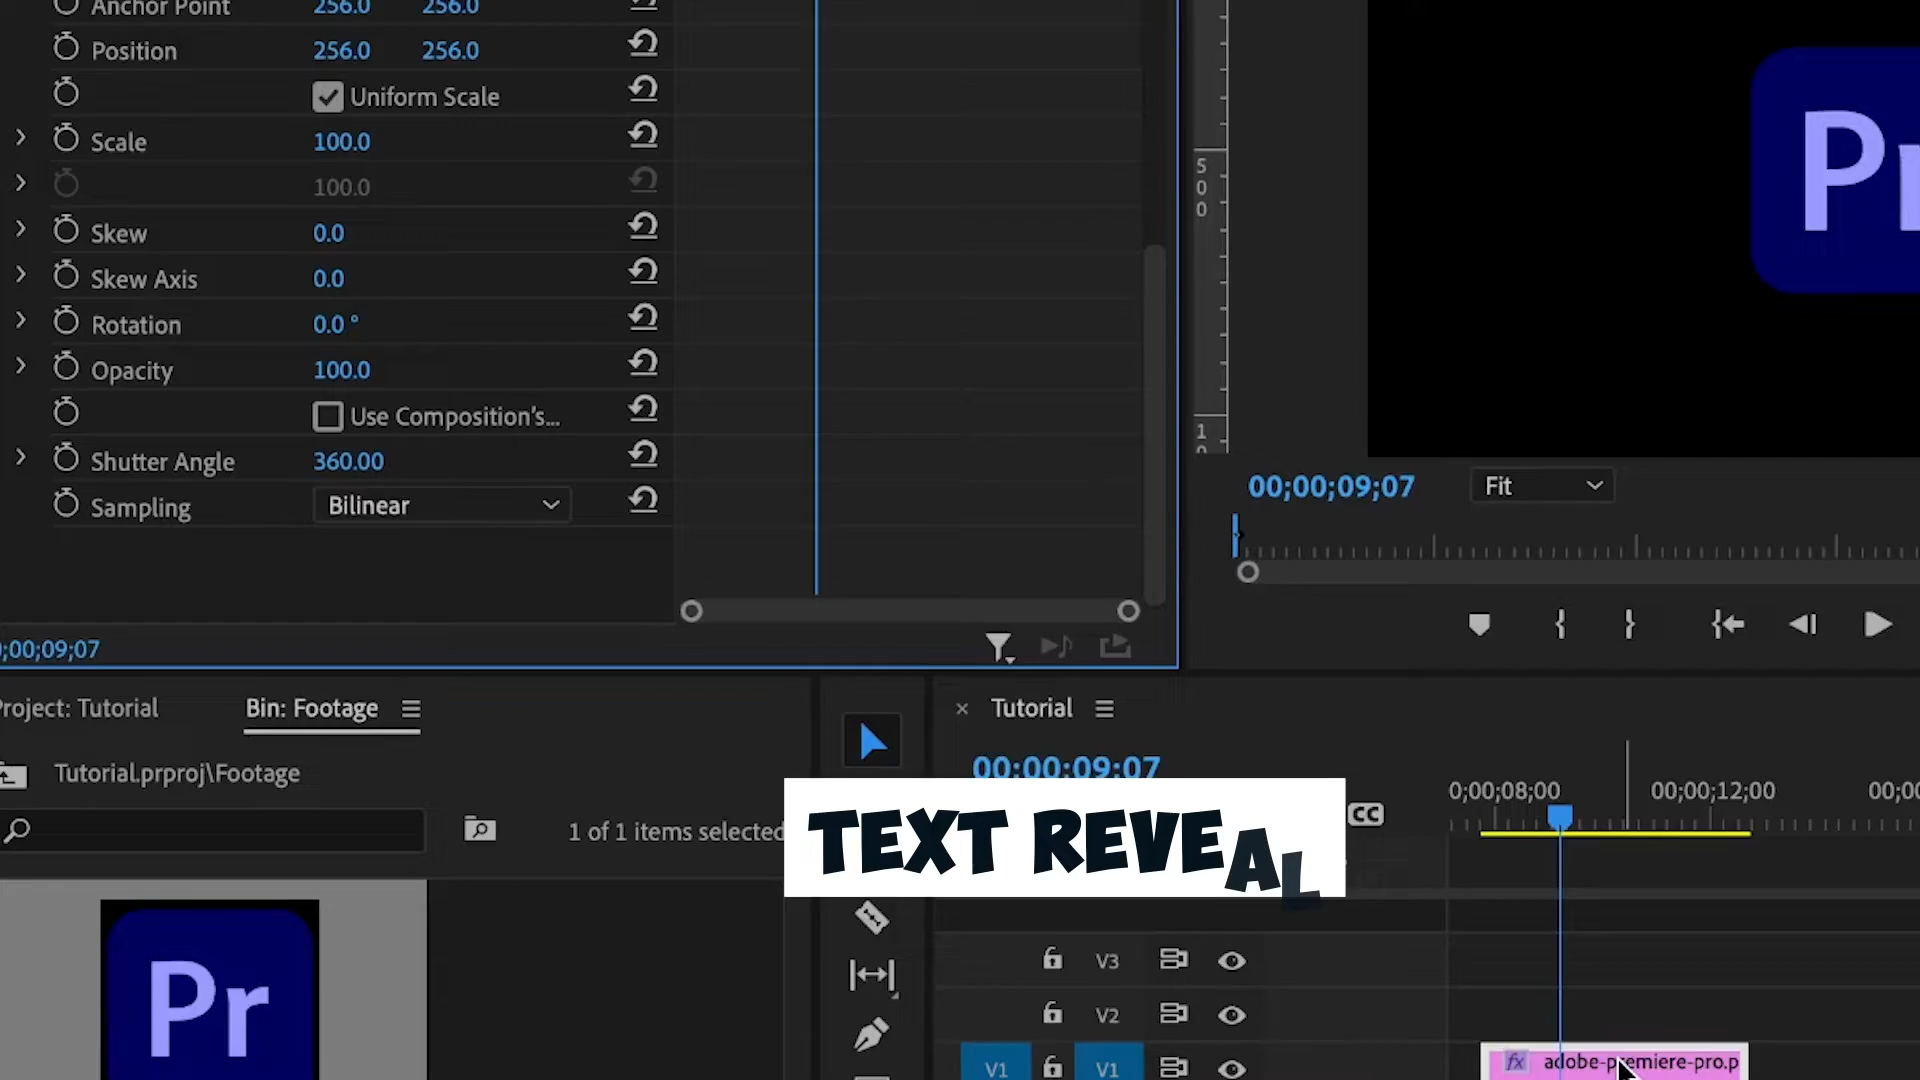 Anchor Point 256.0 256.0
Position 256.0 256.0
Uniform Scale
Scale 100.0
100.0
Skew 0.0
Skew Axis 0.0
Rotation 0.0 °
Opacity 100.0
Use Composition's...
Shutter Angle 360.00
Sampling Bilinear
;00;09;07
500
Pr
00;00;09;07 Fit
Project: Tutorial Bin: Footage
Tutorial.prproj\Footage
1 of 1 items selected
Pr
× Tutorial
00:00:09:07
TEXT REVEAL
CC
0;00;08;00 00;00;12;00 00;0
V3
V2
V1 V1 fx adobe-premiere-pro.p